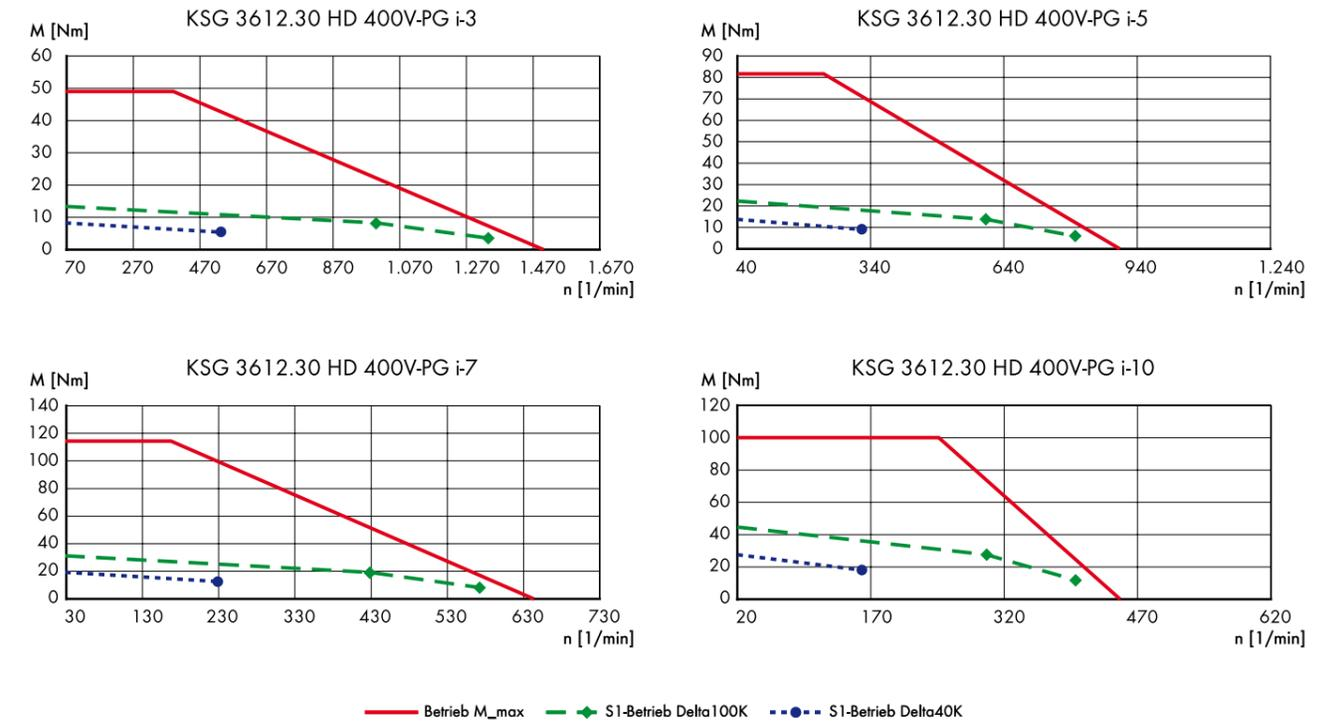 KSG 3612.30 HD 400V-PG i-3
M [Nm]
60
50
40
30
20
10
0
70 270 470 670 870 1.070 1.270 1.470 1.670
n [1/min]
KSG 3612.30 HD 400V-PG i-5
M [Nm]
90
80
70
60
50
40
30
20
10
0
40 340 640 940 1.240
n [1/min]
KSG 3612.30 HD 400V-PG i-7
M [Nm]
140
120
100
80
60
40
20
0
30 130 230 330 430 530 630 730
n [1/min]
KSG 3612.30 HD 400V-PG i-10
M [Nm]
120
100
80
60
40
20
0
20 170 320 470 620
n [1/min]
Betrieb M_max S1-Betrieb Delta100K S1-Betrieb Delta40K